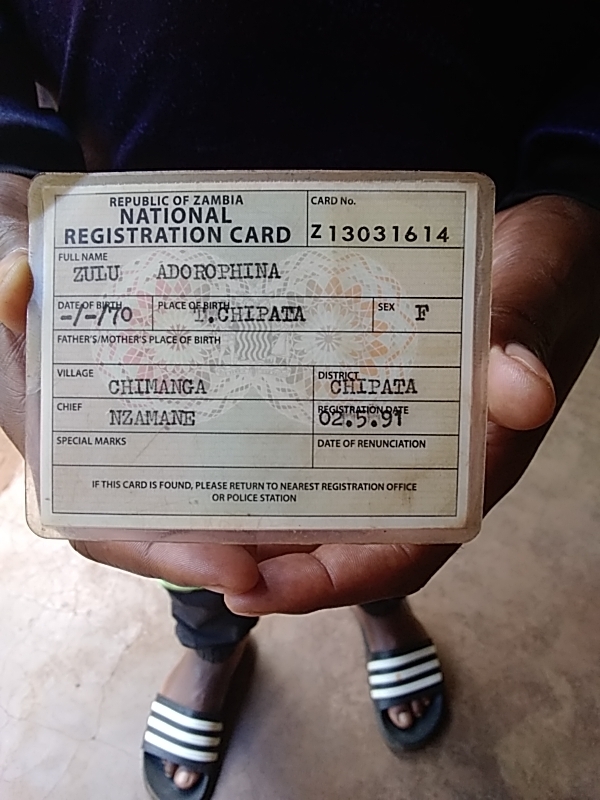 REPUBLIC OF ZAMBIA
NATIONAL
REGISTRATION CARD
CARD No.
Z 13031614
FULL NAME
ZULU ADOROPHINA
DATE OF BIRTH
-/-/70
PLACE OF BIRTH
T.CHIPATA
SEX F
FATHER'S/MOTHER'S PLACE OF BIRTH
VILLAGE
CHIMANGA
DISTRICT
CHIPATA
CHIEF
NZAMANE
REGISTRATION DATE
02.5.91
SPECIAL MARKS
DATE OF RENUNCIATION
IF THIS CARD IS FOUND, PLEASE RETURN TO NEAREST REGISTRATION OFFICE
OR POLICE STATION